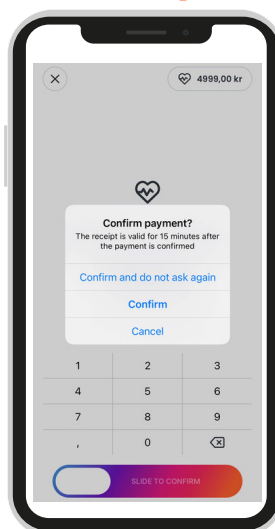 4999,00 kr
Confirm payment?
The receipt is valid for 15 minutes after
the payment is confirmed
Confirm and do not ask again
Confirm
Cancel
1 2 3
4 5 6
7 8 9
, 0
SLIDE TO CONFIRM